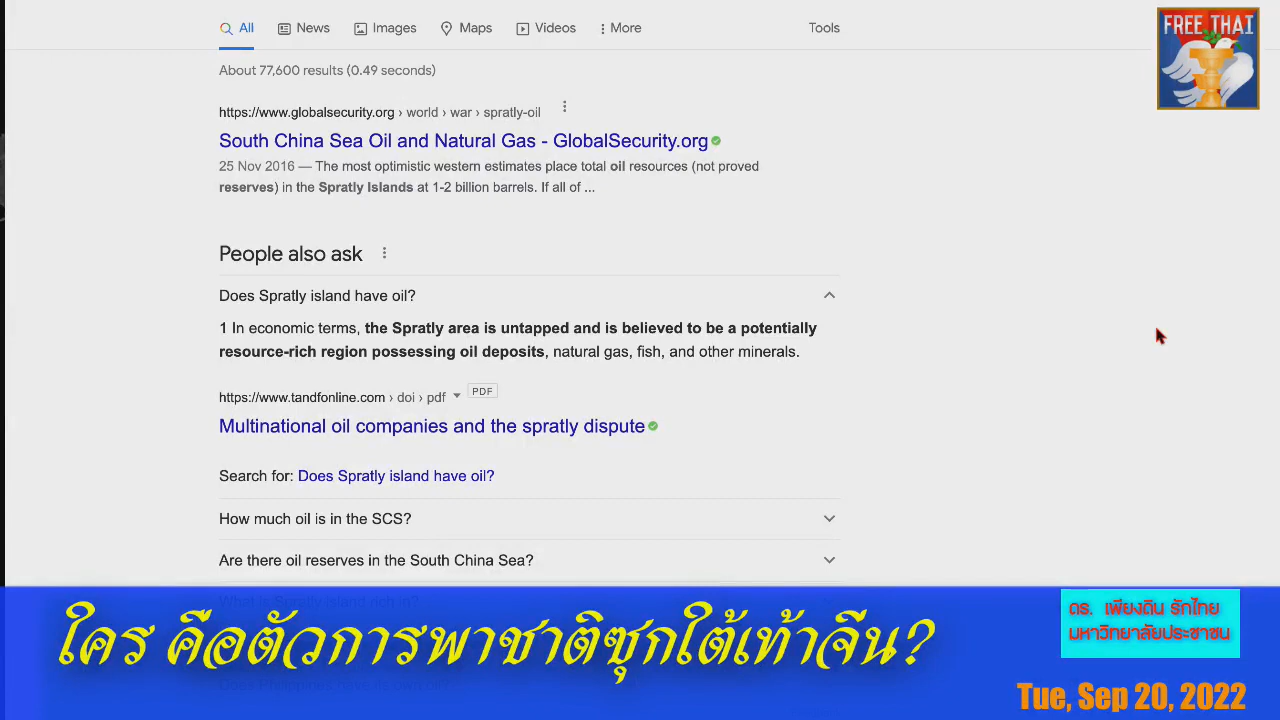 All News Images Maps Videos More Tools
FREE THAI
About 77,600 results (0.49 seconds)
https://www.globalsecurity.org › world › war › spratly-oil
South China Sea Oil and Natural Gas - GlobalSecurity.org
25 Nov 2016 — The most optimistic western estimates place total oil resources (not proved
reserves) in the Spratly Islands at 1-2 billion barrels. If all of ...
People also ask
Does Spratly island have oil?
1 In economic terms, the Spratly area is untapped and is believed to be a potentially
resource-rich region possessing oil deposits, natural gas, fish, and other minerals.
https://www.tandfonline.com › doi › pdf PDF
Multinational oil companies and the spratly dispute
Search for: Does Spratly island have oil?
How much oil is in the SCS?
Are there oil reserves in the South China Sea?
What is Spratly island rich in?
ใคร คือตัวการพาชาติซุกใต้เท้าจีน?
ดร. เพียงดิน รักไทย
มหาวิทยาลัยประชาชน
Tue, Sep 20, 2022